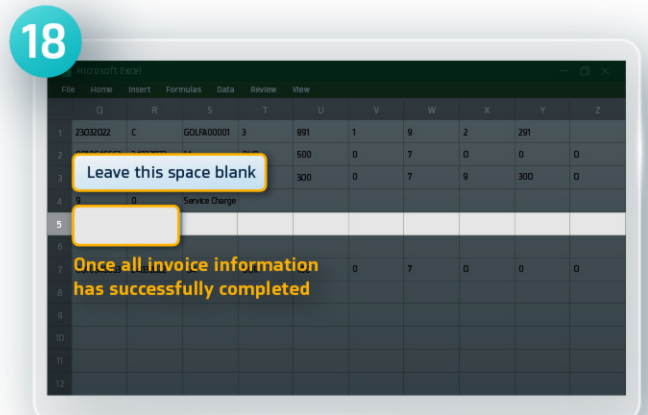 18
Microsoft Excel
File Home Insert Formulas Data Review View
Q R S T U V W X Y Z
1 23032022 C GOLFA00001 3 891 1 9 2 291
2 500 0 7 0 0 0
Leave this space blank
3 300 0 7 9 300 0
4 9 0 Service Charge
5
6
Once all invoice information
7 0 7 0 0 0
has successfully completed
8
9
10
11
12